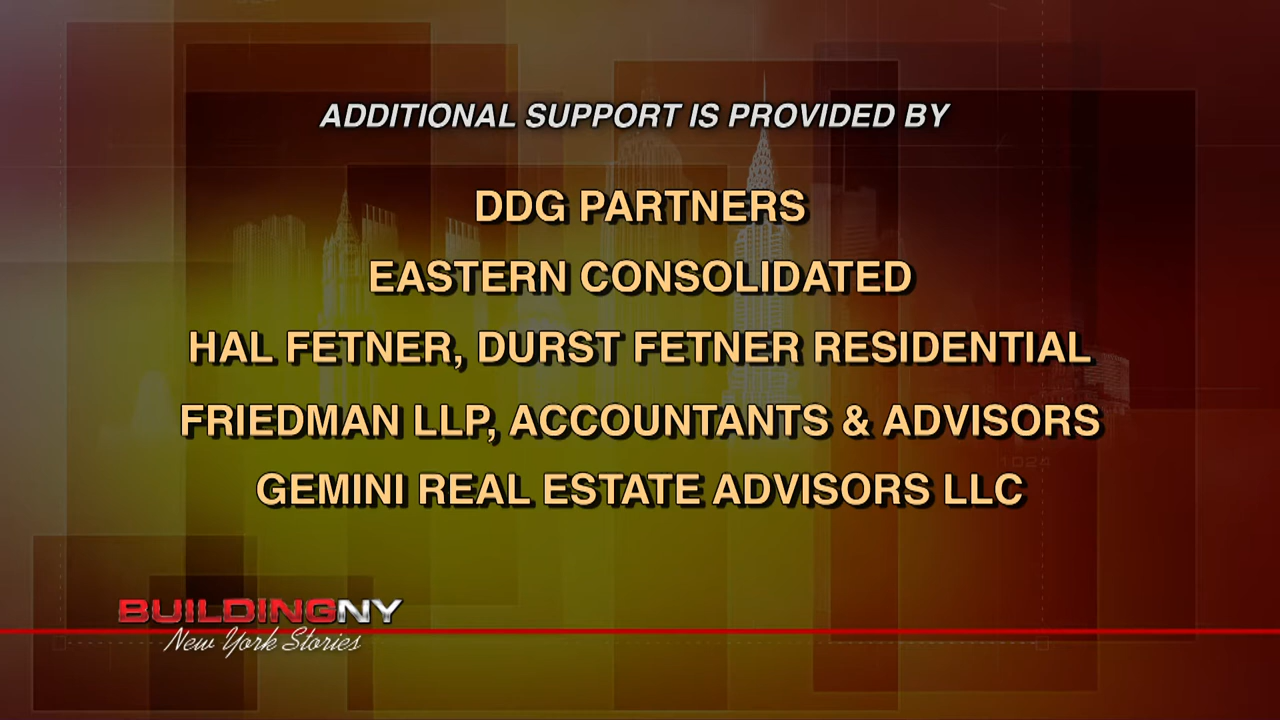 ADDITIONAL SUPPORT IS PROVIDED BY
DDG PARTNERS
EASTERN CONSOLIDATED
HAL FETNER, DURST FETNER RESIDENTIAL
FRIEDMAN LLP, ACCOUNTANTS & ADVISORS
GEMINI REAL ESTATE ADVISORS LLC
1024
BUILDINGNY
New York Stories